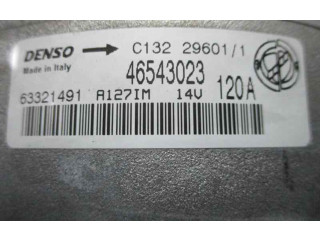 DENSO → C132 29601/1
Made in Italy
46543023
63321491 A127IM 14V 120A